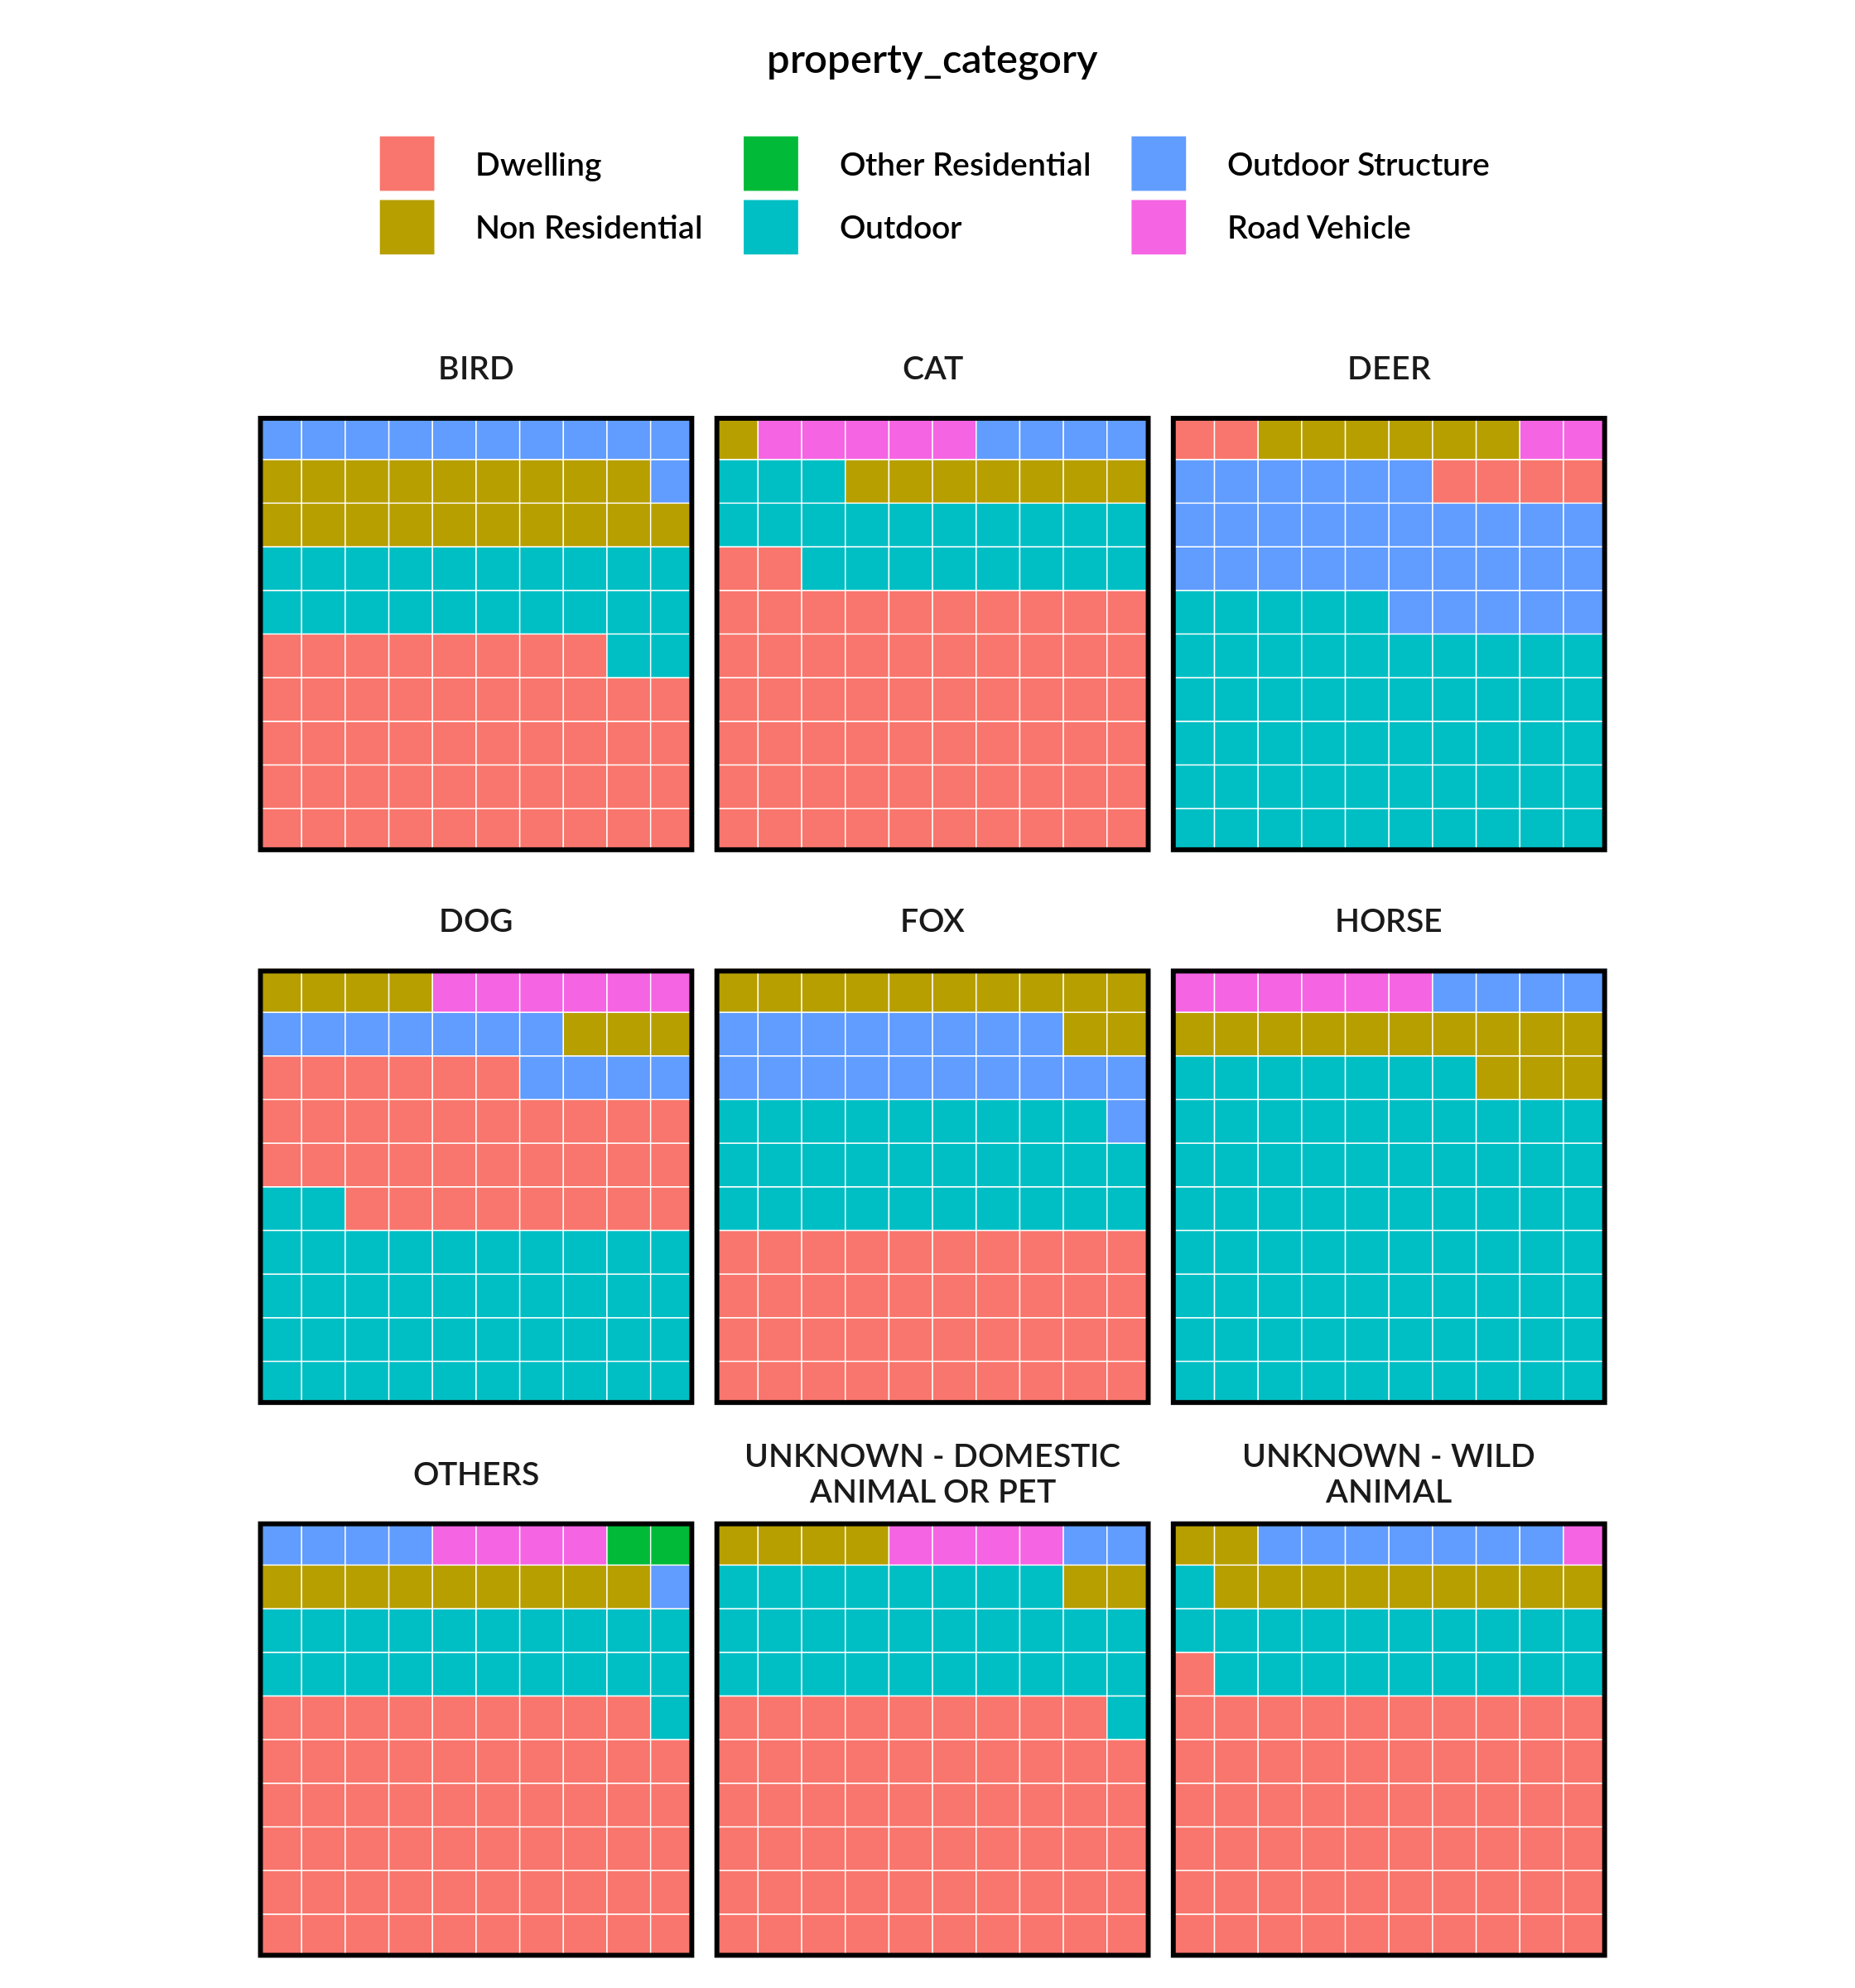 property_category
Dwelling
Other Residential
Outdoor Structure
Non Residential
Outdoor
Road Vehicle
BIRD
CAT
DEER
DOG
FOX
HORSE
OTHERS
UNKNOWN - DOMESTIC
ANIMAL OR PET
UNKNOWN - WILD
ANIMAL